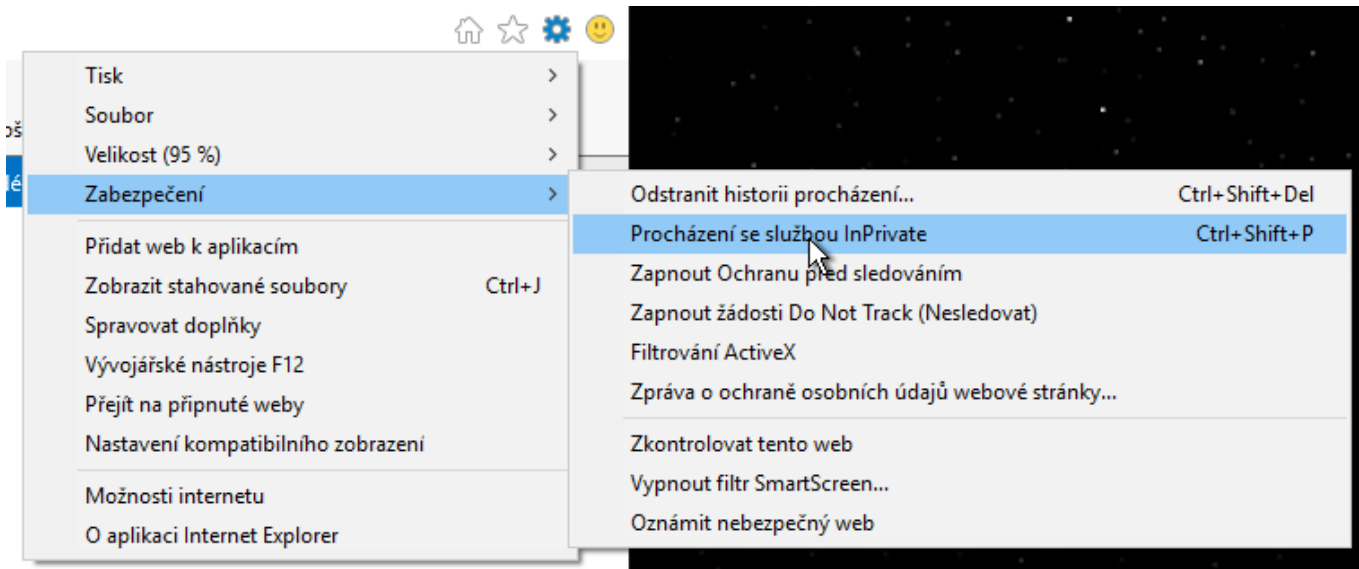 Tisk
Soubor
Velikost (95 %)
Zabezpečení
Přidat web k aplikacím
Zobrazit stahované soubory Ctrl+J
Spravovat doplňky
Vývojářské nástroje F12
Přejít na připnuté weby
Nastavení kompatibilního zobrazení
Možnosti internetu
O aplikaci Internet Explorer
Odstranit historii procházení... Ctrl+Shift+Del
Procházení se službou InPrivate Ctrl+Shift+P
Zapnout Ochranu před sledováním
Zapnout žádosti Do Not Track (Nesledovat)
Filtrování ActiveX
Zpráva o ochraně osobních údajů webové stránky...
Zkontrolovat tento web
Vypnout filtr SmartScreen...
Oznámit nebezpečný web